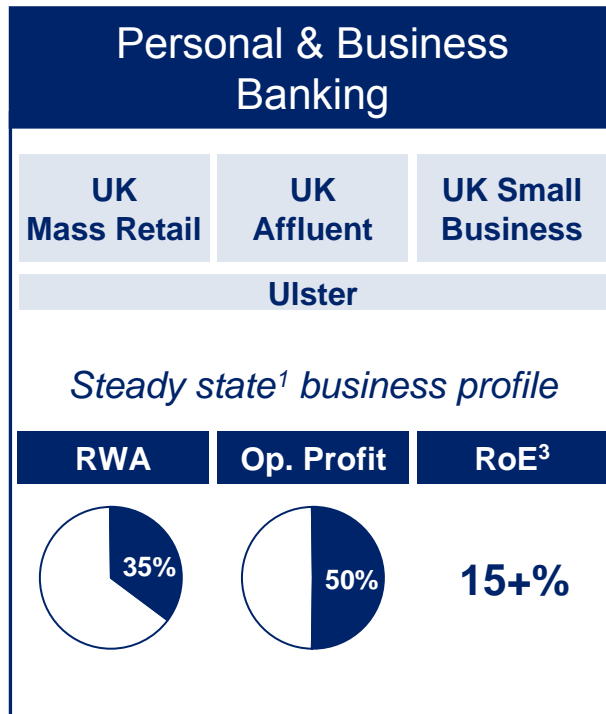 Personal & Business
Banking
UK
Mass Retail
UK
Affluent
UK Small
Business
Ulster
Steady state¹ business profile
RWA
Op. Profit
RoE³
35%
50%
15+%